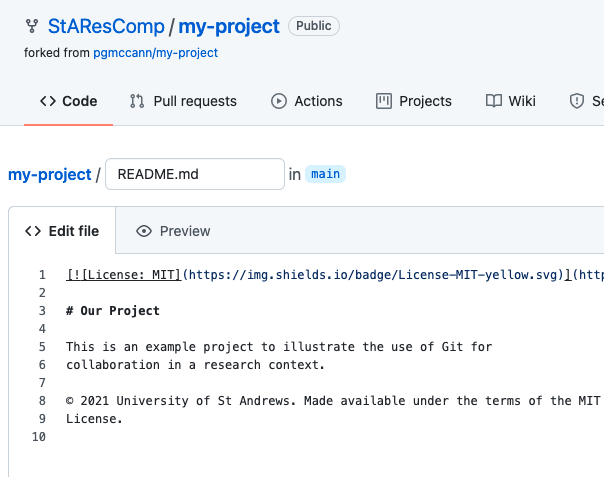 StAResComp / my-project Public
forked from pgmccann/my-project
<> Code Pull requests Actions Projects Wiki
my-project / README.md in main
<> Edit file Preview
1 [![License: MIT](https://img.shields.io/badge/License-MIT-yellow.svg)](http
2
3 # Our Project
4
5 This is an example project to illustrate the use of Git for
6 collaboration in a research context.
7
8 © 2021 University of St Andrews. Made available under the terms of the MIT
9 License.
10